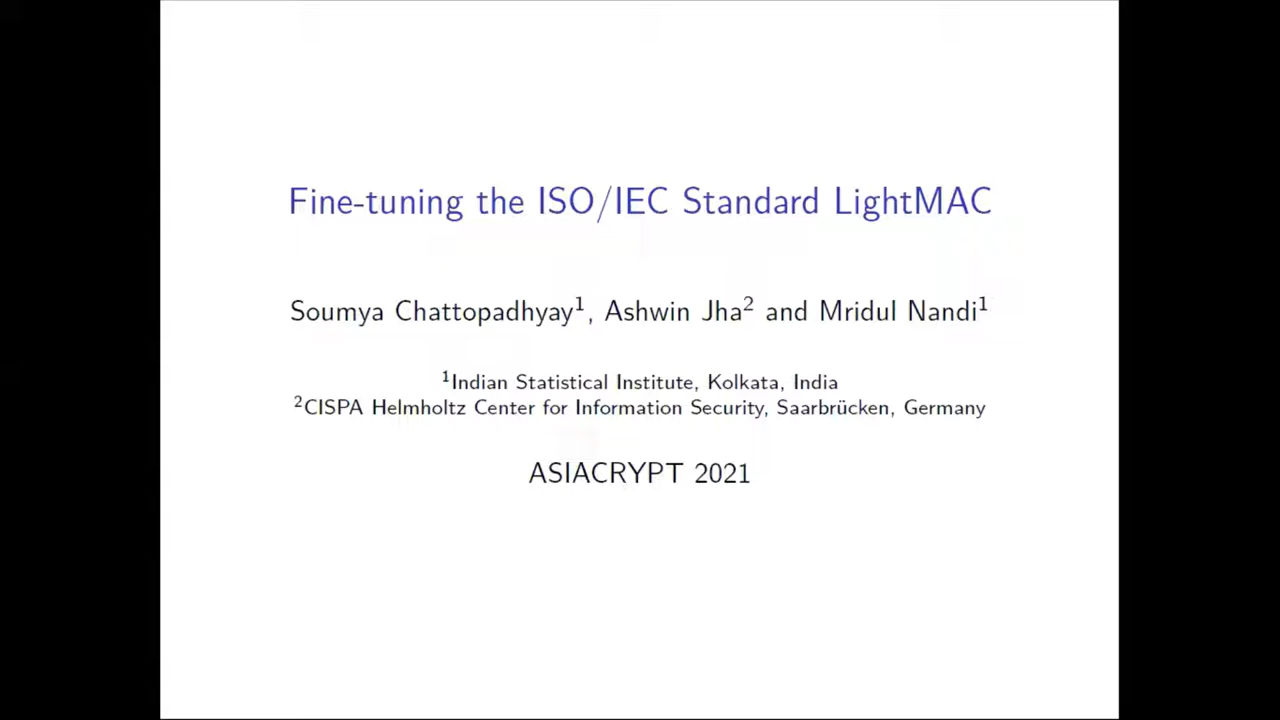 Fine-tuning the ISO/IEC Standard LightMAC
Soumya Chattopadhyay¹, Ashwin Jha² and Mridul Nandi¹
¹Indian Statistical Institute, Kolkata, India
²CISPA Helmholtz Center for Information Security, Saarbrücken, Germany
ASIACRYPT 2021